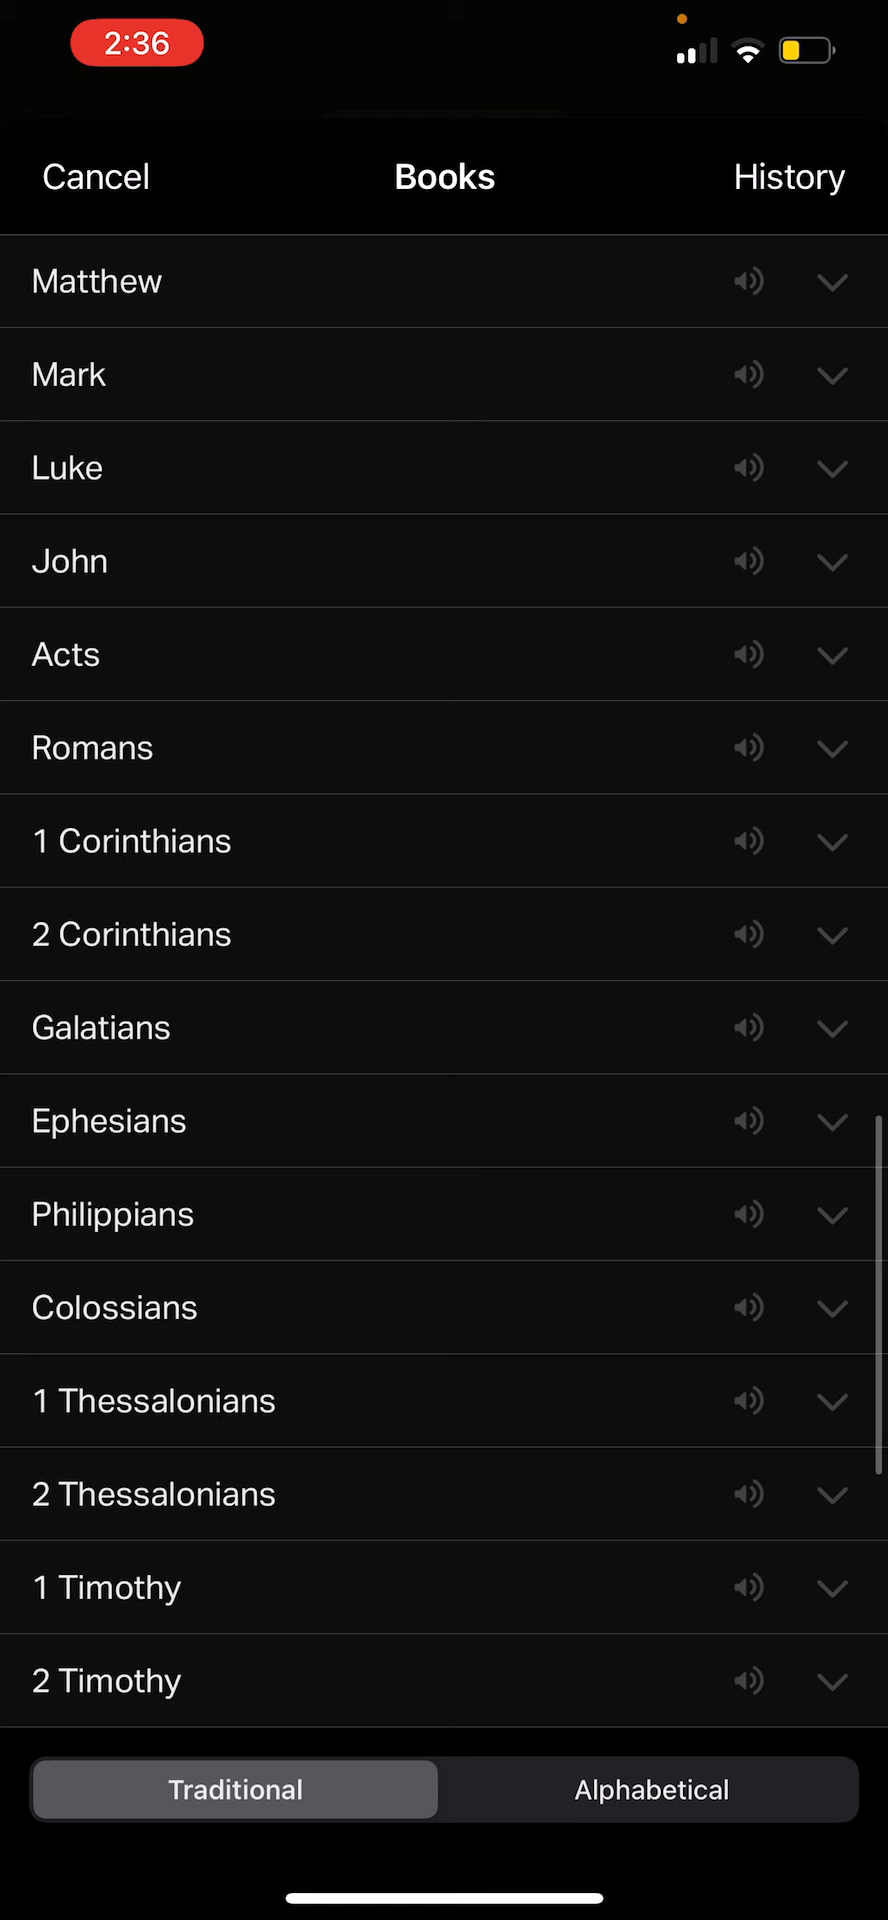 2:36
Cancel Books History
Matthew
Mark
Luke
John
Acts
Romans
1 Corinthians
2 Corinthians
Galatians
Ephesians
Philippians
Colossians
1 Thessalonians
2 Thessalonians
1 Timothy
2 Timothy
Traditional Alphabetical